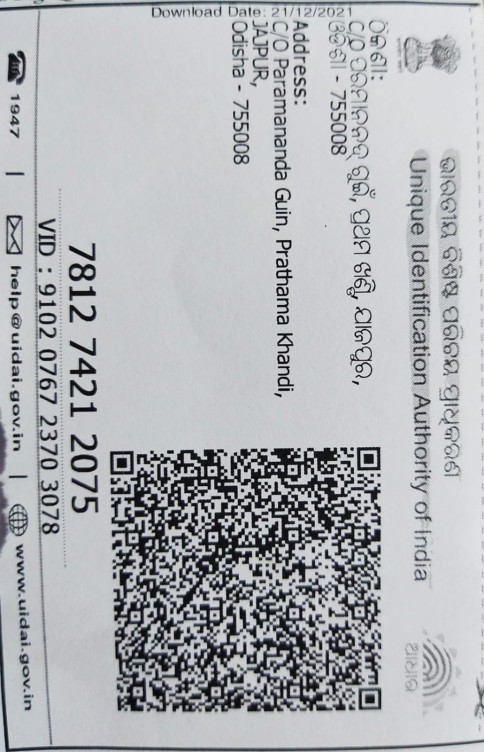 ଭାରତୀୟ ବିଶିଷ୍ଟ ପରିଚୟ ପ୍ରାଧିକରଣ
Unique Identification Authority of India
ଆଧାର
ଠିକଣା:
C/O ପରମାନନ୍ଦ ଗୁଇଁ, ପ୍ରଥମ ଖଣ୍ଡି, ଯାଜପୁର,
ଓଡିଶା - 755008
Address:
C/O Paramananda Guin, Prathama Khandi,
JAJPUR,
Odisha - 755008
Download Date: 21/12/2021
7812 7421 2075
VID : 9102 0767 2370 3078
1947 | help@uidai.gov.in | www.uidai.gov.in